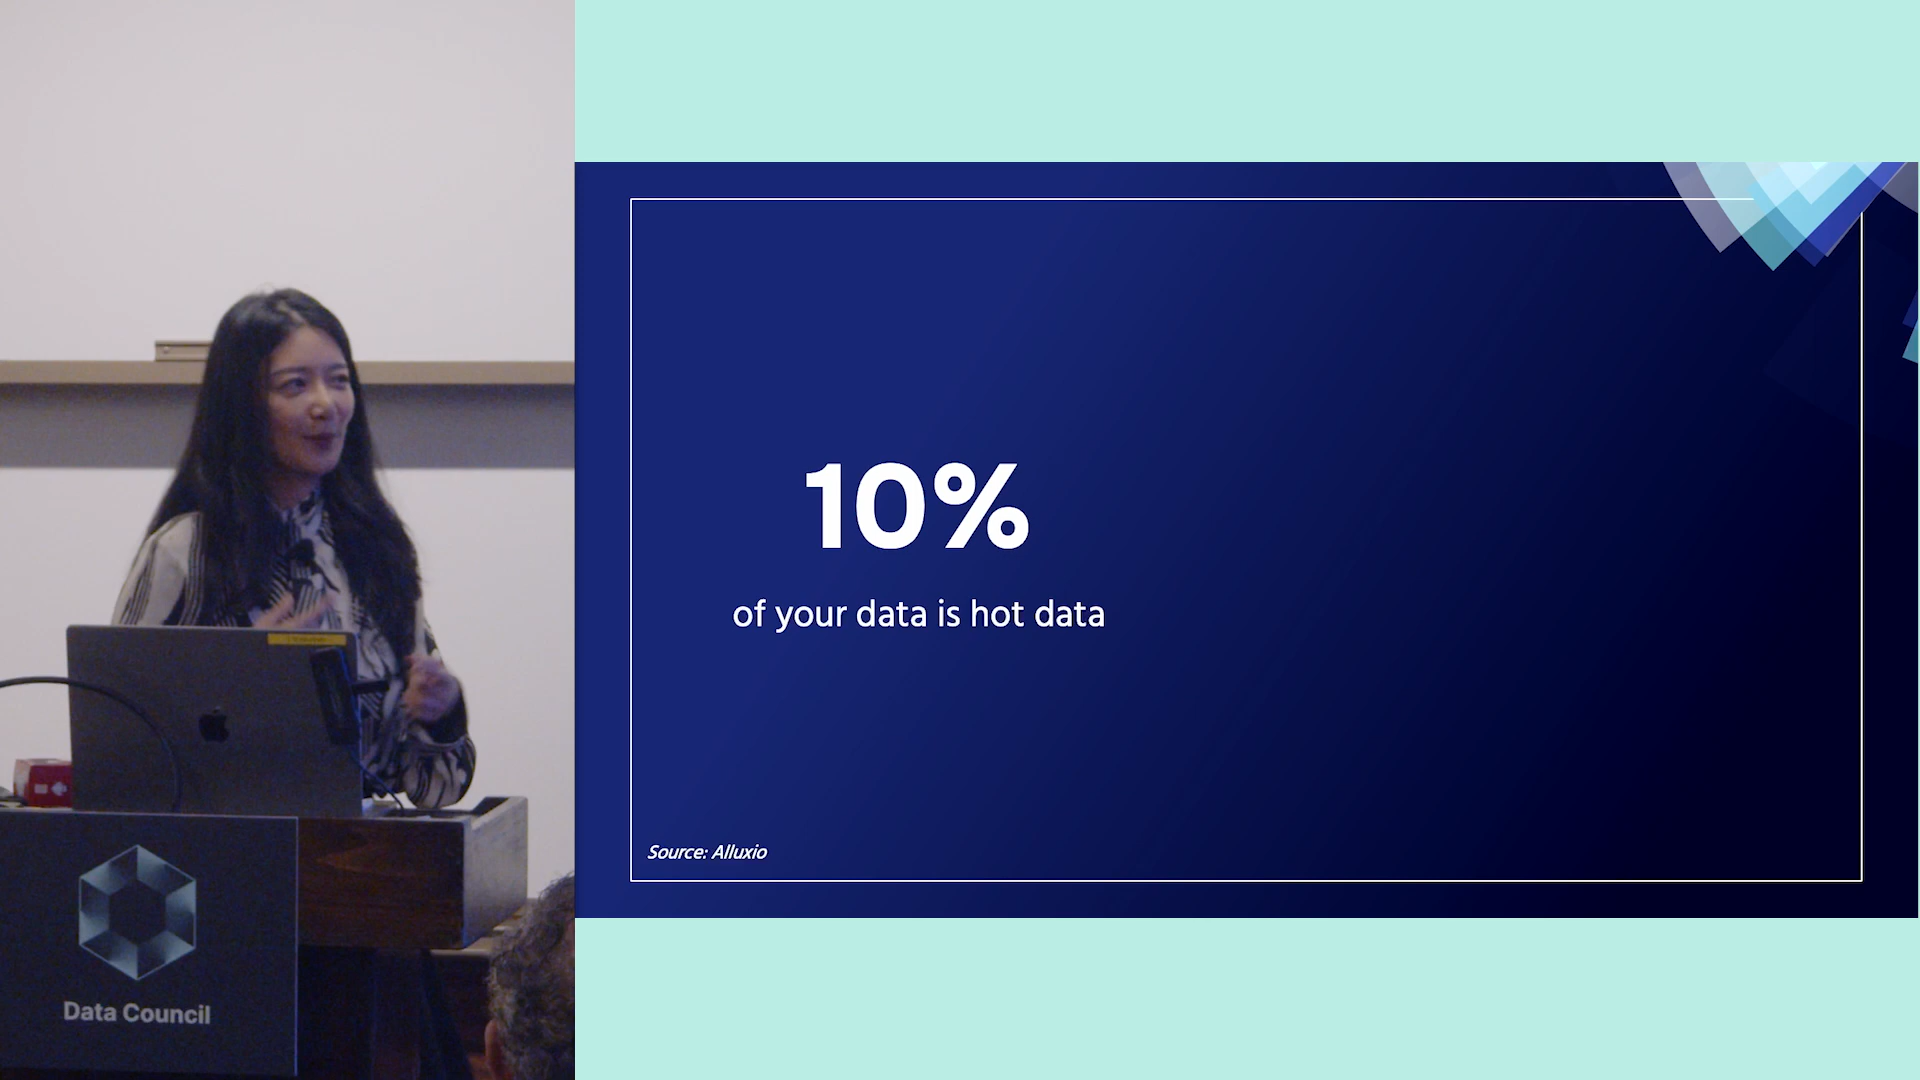 10%
of your data is hot data
Source: Alluxio
Data Council